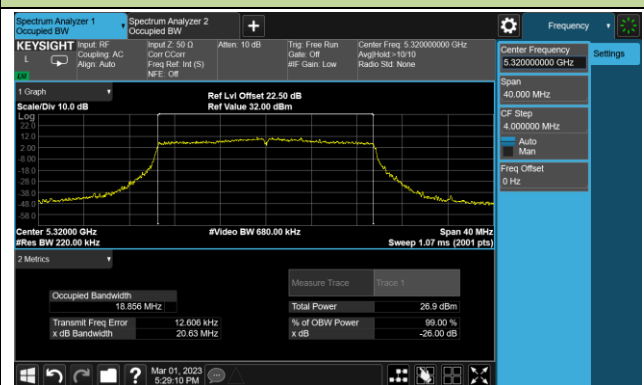 Spectrum Analyzer 1
Occupied BW
Spectrum Analyzer 2
Occupied BW
+
Frequency
KEYSIGHT
L
LXI
Input: RF
Coupling: AC
Align: Auto
Input Z: 50 Ω
Corr CCorr
Freq Ref: Int (S)
NFE: Off
Atten: 10 dB
Trig: Free Run
Gate: Off
#IF Gain: Low
Center Freq: 5.320000000 GHz
Avg|Hold:>10/10
Radio Std: None
Center Frequency
5.320000000 GHz
Settings
Span
40.000 MHz
CF Step
4.000000 MHz
Auto
Man
Freq Offset
0 Hz
1 Graph
Scale/Div 10.0 dB
Ref Lvl Offset 22.50 dB
Ref Value 32.00 dBm
Log
22.0
12.0
2.00
-8.00
-18.0
-28.0
-38.0
-48.0
-58.0
Center 5.32000 GHz
#Res BW 220.00 kHz
#Video BW 680.00 kHz
Span 40 MHz
Sweep 1.07 ms (2001 pts)
2 Metrics
Measure Trace
Trace 1
Occupied Bandwidth
18.856 MHz
Total Power
26.9 dBm
Transmit Freq Error
12.606 kHz
% of OBW Power
99.00 %
x dB Bandwidth
20.63 MHz
x dB
-26.00 dB
?
Mar 01, 2023
5:29:10 PM